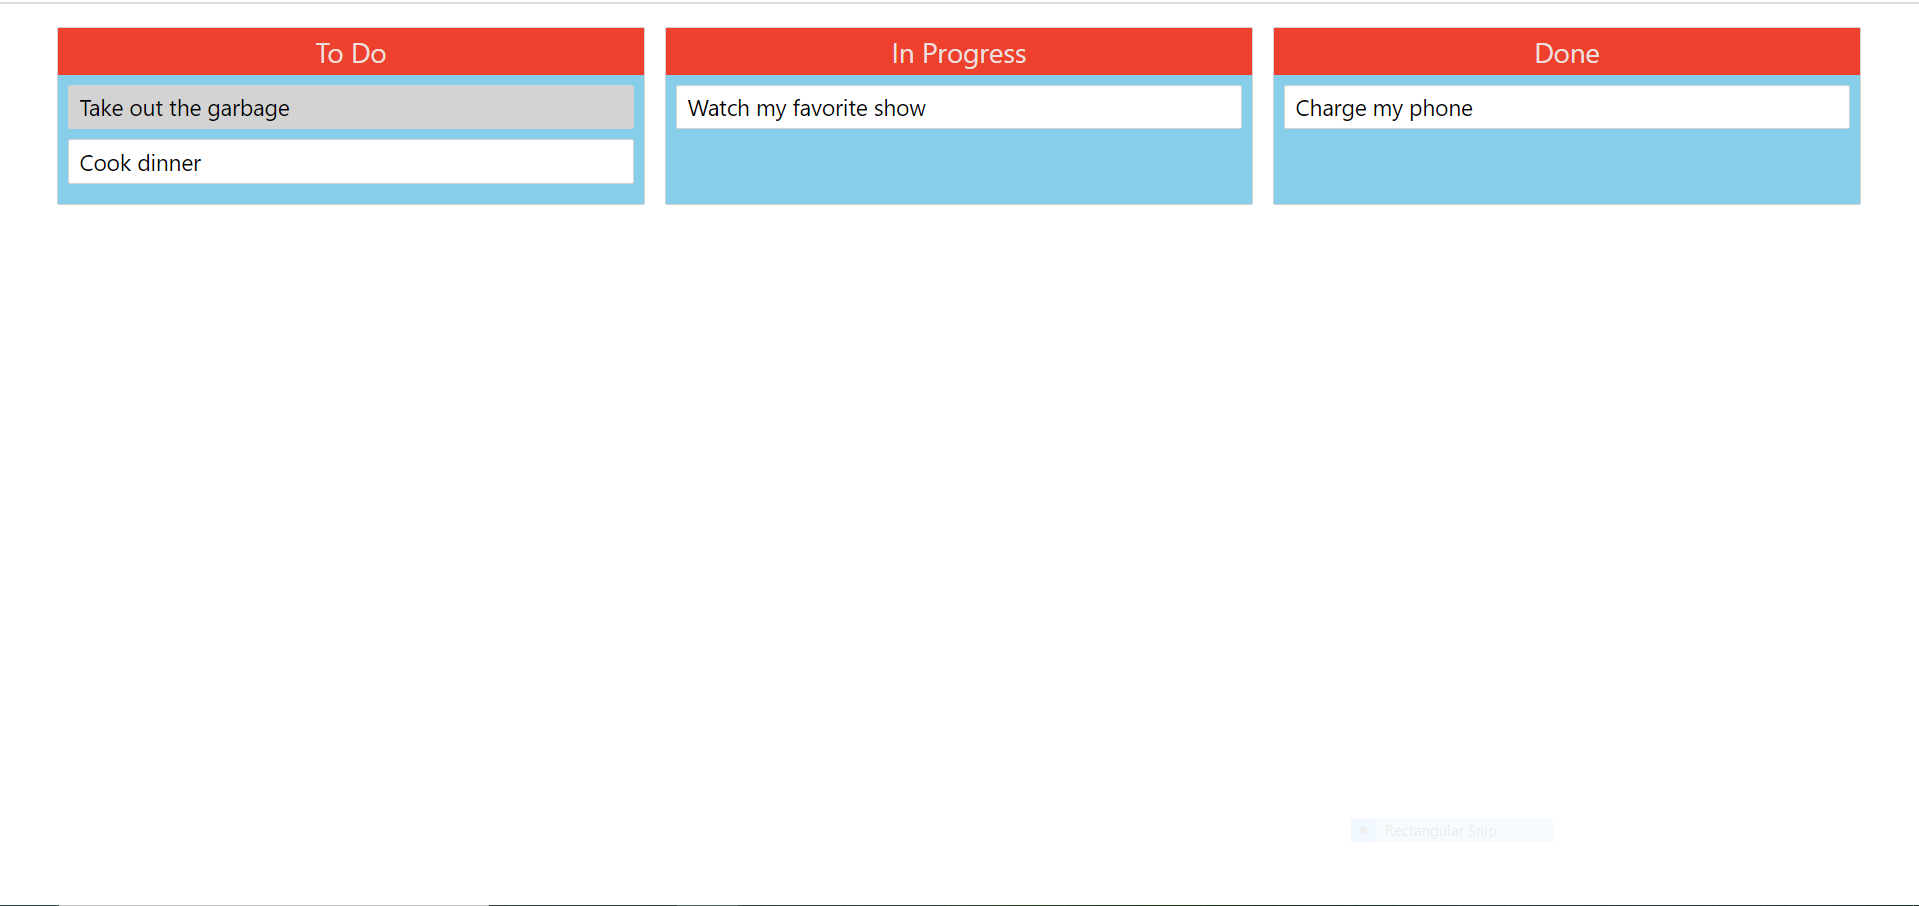 To Do
Take out the garbage
Cook dinner
In Progress
Watch my favorite show
Done
Charge my phone
Rectangular Snip